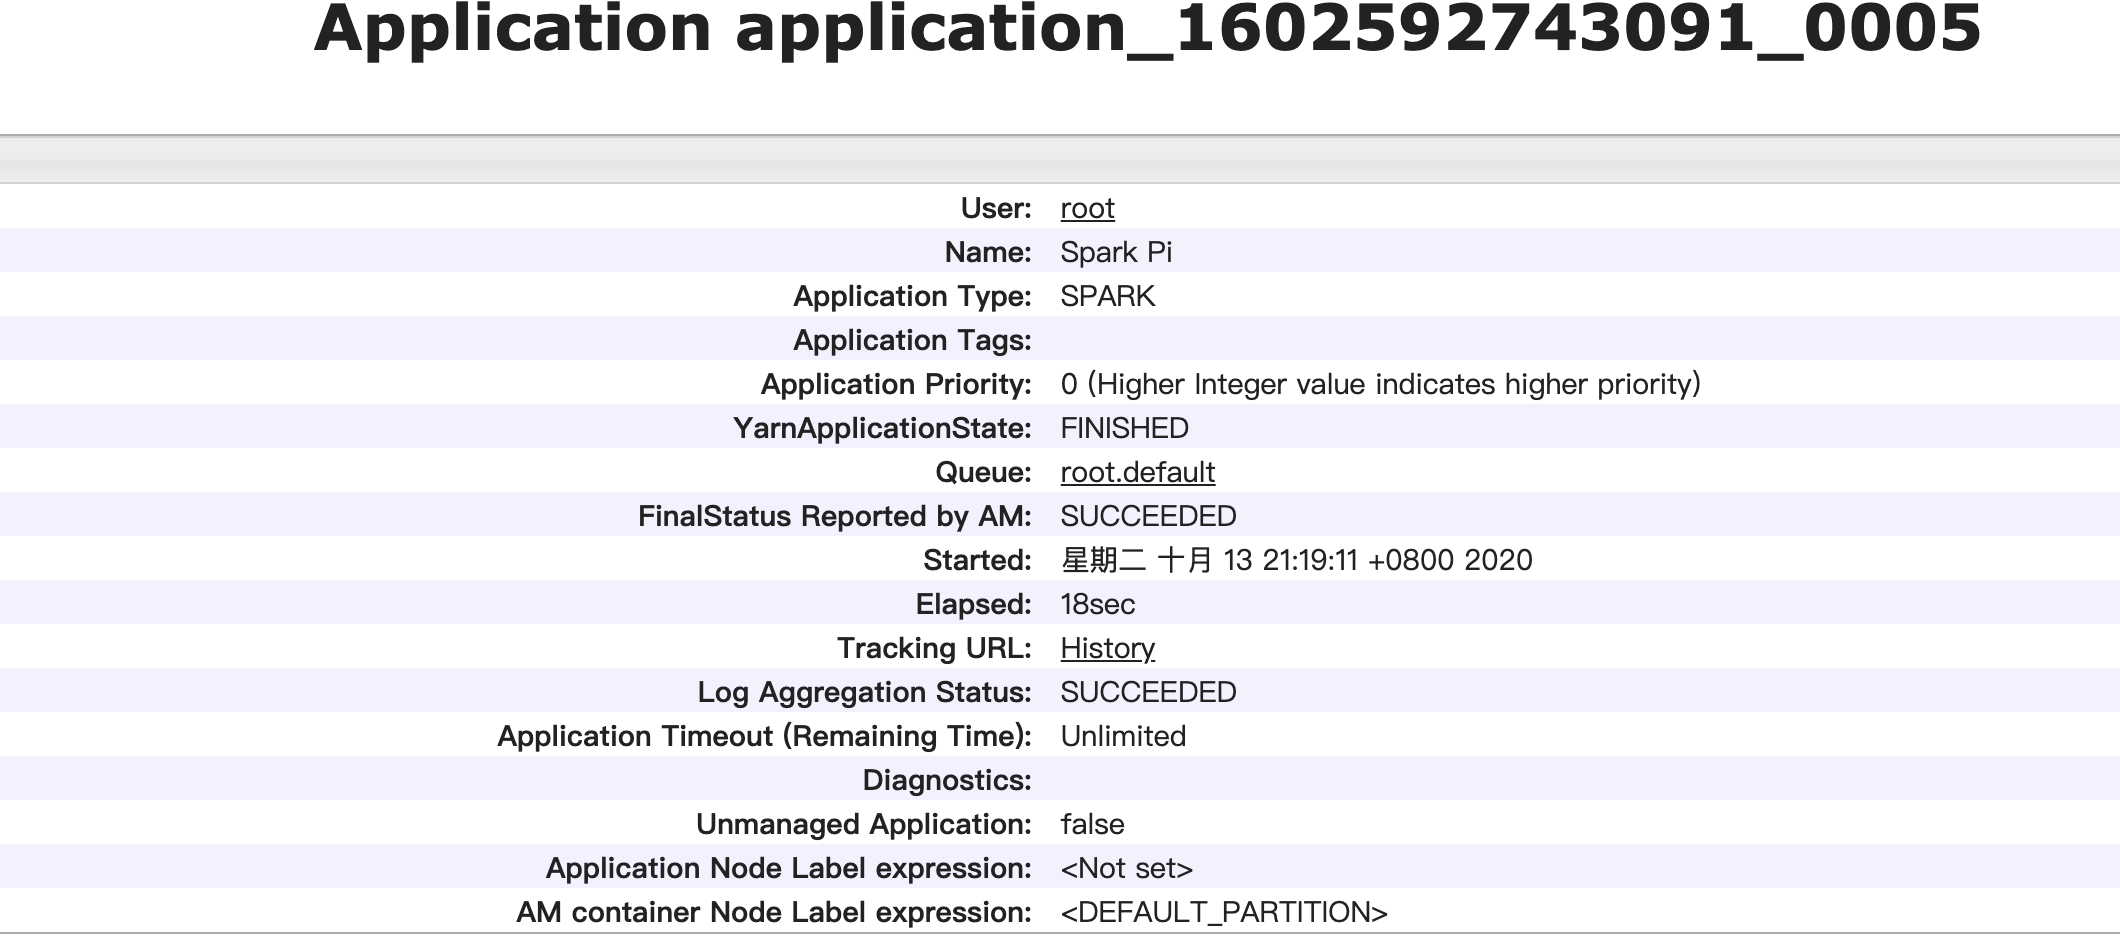 Application application_1602592743091_0005
User: root
Name: Spark Pi
Application Type: SPARK
Application Tags:
Application Priority: 0 (Higher Integer value indicates higher priority)
YarnApplicationState: FINISHED
Queue: root.default
FinalStatus Reported by AM: SUCCEEDED
Started: 星期二 十月 13 21:19:11 +0800 2020
Elapsed: 18sec
Tracking URL: History
Log Aggregation Status: SUCCEEDED
Application Timeout (Remaining Time): Unlimited
Diagnostics:
Unmanaged Application: false
Application Node Label expression: <Not set>
AM container Node Label expression: <DEFAULT_PARTITION>